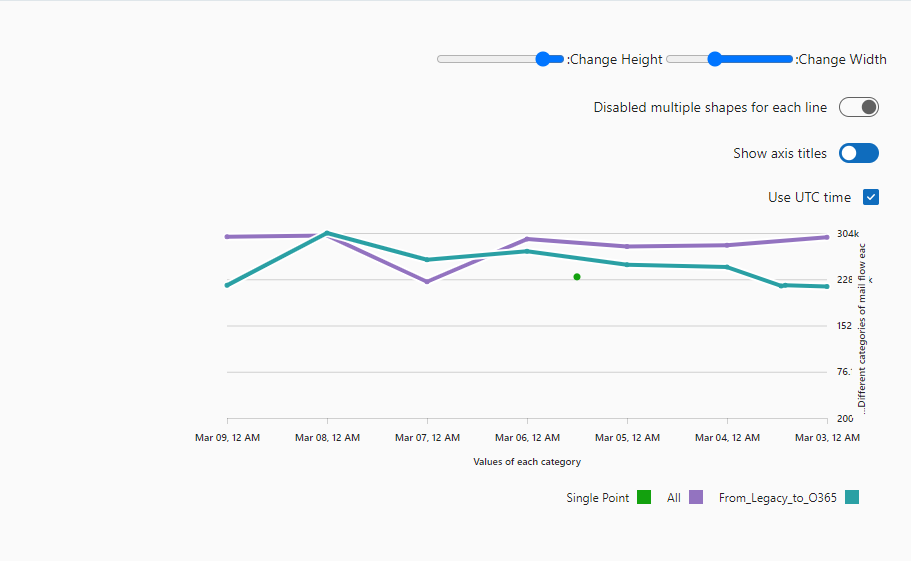 :Change Height
:Change Width
Disabled multiple shapes for each line
Show axis titles
Use UTC time
304k
228
k
152
76.
206
...Different categories of mail flow eac
Mar 09, 12 AM
Mar 08, 12 AM
Mar 07, 12 AM
Mar 06, 12 AM
Mar 05, 12 AM
Mar 04, 12 AM
Mar 03, 12 AM
Values of each category
Single Point
All
From_Legacy_to_O365